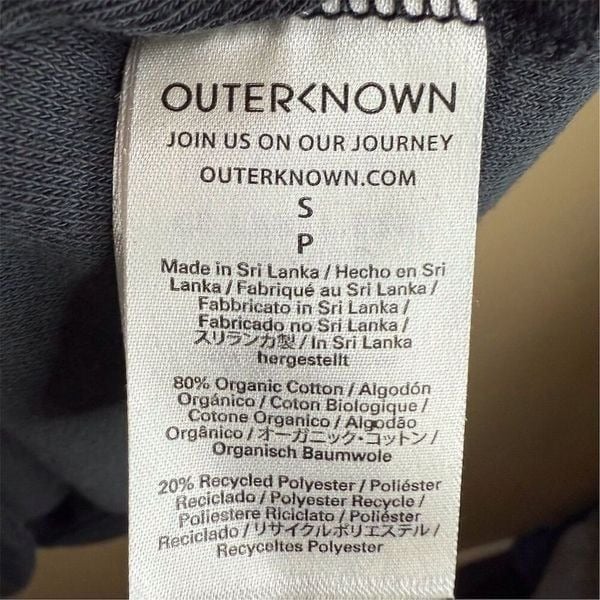 OUTERKNOWN
JOIN US ON OUR JOURNEY
OUTERKNOWN.COM
S
P
Made in Sri Lanka / Hecho en Sri
Lanka / Fabriqué au Sri Lanka /
Fabbricato in Sri Lanka /
Fabricado no Sri Lanka /
スリランカ製 / In Sri Lanka
hergestellt
80% Organic Cotton / Algodón
Orgánico / Coton Biologique /
Cotone Organico / Algodão
Orgânico / オーガニック・コットン /
Organisch Baumwole
20% Recycled Polyester / Poliéster
Reciclado / Polyester Recycle /
Poliestere Riciclato / Poliéster
Reciclado / リサイクルポリエステル /
Recyceltes Polyester